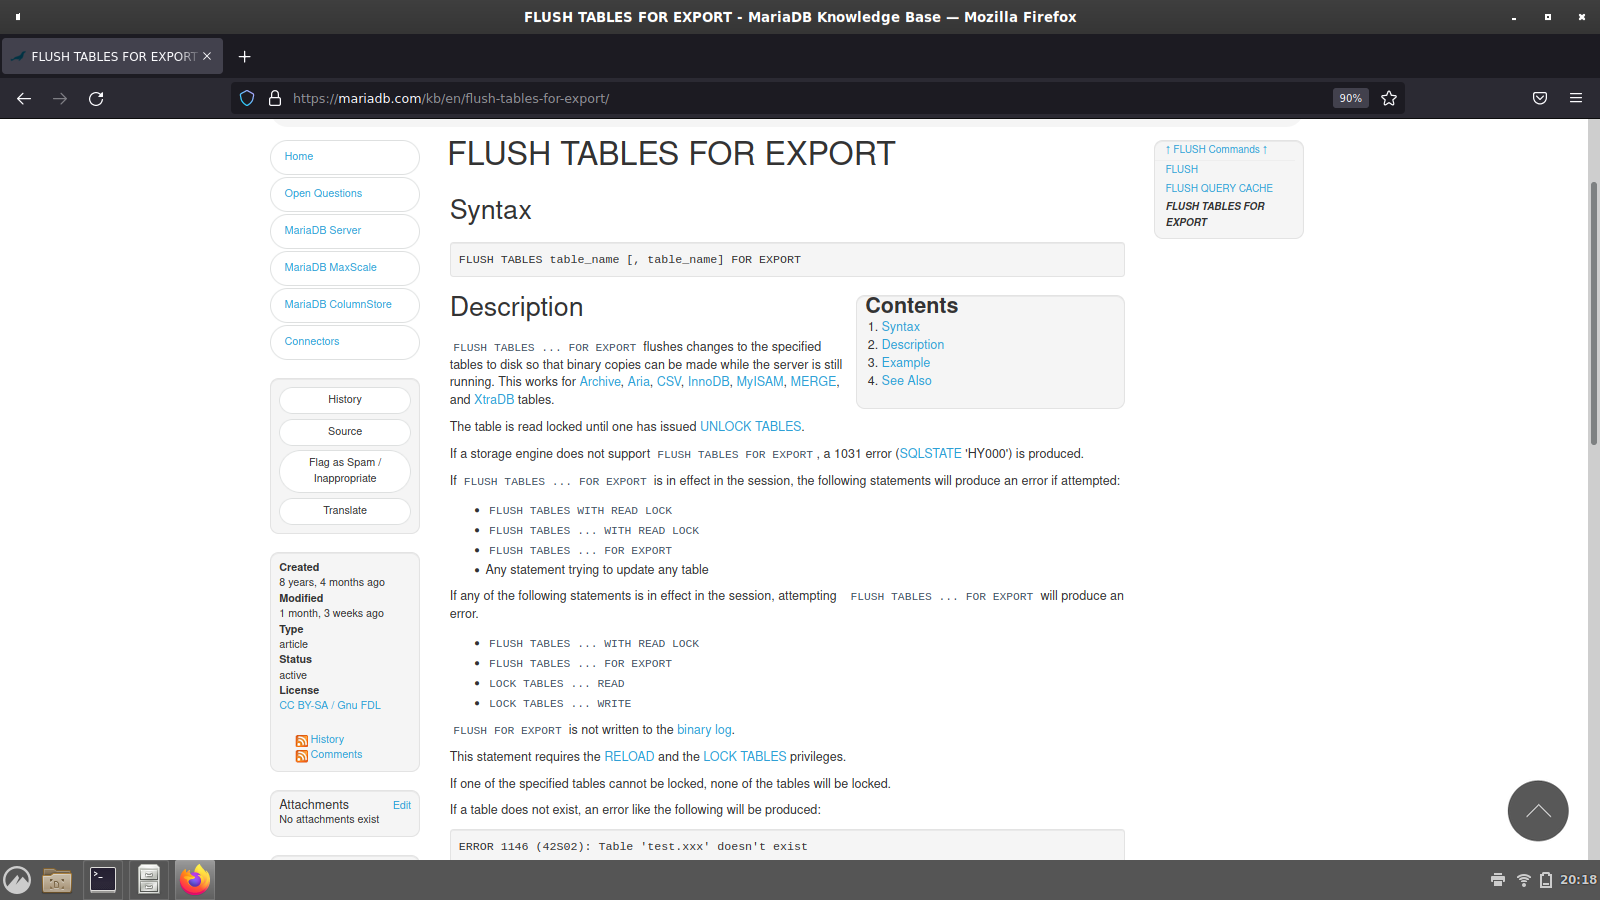 FLUSH TABLES FOR EXPORT - MariaDB Knowledge Base — Mozilla Firefox
FLUSH TABLES FOR EXPORT
https://mariadb.com/kb/en/flush-tables-for-export/
90%
Home
Open Questions
MariaDB Server
MariaDB MaxScale
MariaDB ColumnStore
Connectors
History
Source
Flag as Spam /
Inappropriate
Translate
Created
8 years, 4 months ago
Modified
1 month, 3 weeks ago
Type
article
Status
active
License
CC BY-SA / Gnu FDL
History
Comments
Attachments Edit
No attachments exist
FLUSH TABLES FOR EXPORT
Syntax
FLUSH TABLES table_name [, table_name] FOR EXPORT
Description
FLUSH TABLES ... FOR EXPORT flushes changes to the specified
tables to disk so that binary copies can be made while the server is still
running. This works for Archive, Aria, CSV, InnoDB, MyISAM, MERGE,
and XtraDB tables.
Contents
1. Syntax
2. Description
3. Example
4. See Also
The table is read locked until one has issued UNLOCK TABLES.
If a storage engine does not support FLUSH TABLES FOR EXPORT, a 1031 error (SQLSTATE 'HY000') is produced.
If FLUSH TABLES ... FOR EXPORT is in effect in the session, the following statements will produce an error if attempted:
• FLUSH TABLES WITH READ LOCK
• FLUSH TABLES ... WITH READ LOCK
• FLUSH TABLES ... FOR EXPORT
• Any statement trying to update any table
If any of the following statements is in effect in the session, attempting FLUSH TABLES ... FOR EXPORT will produce an
error.
• FLUSH TABLES ... WITH READ LOCK
• FLUSH TABLES ... FOR EXPORT
• LOCK TABLES ... READ
• LOCK TABLES ... WRITE
FLUSH FOR EXPORT is not written to the binary log.
This statement requires the RELOAD and the LOCK TABLES privileges.
If one of the specified tables cannot be locked, none of the tables will be locked.
If a table does not exist, an error like the following will be produced:
ERROR 1146 (42S02): Table 'test.xxx' doesn't exist
↑ FLUSH Commands ↑
FLUSH
FLUSH QUERY CACHE
FLUSH TABLES FOR
EXPORT
20:18